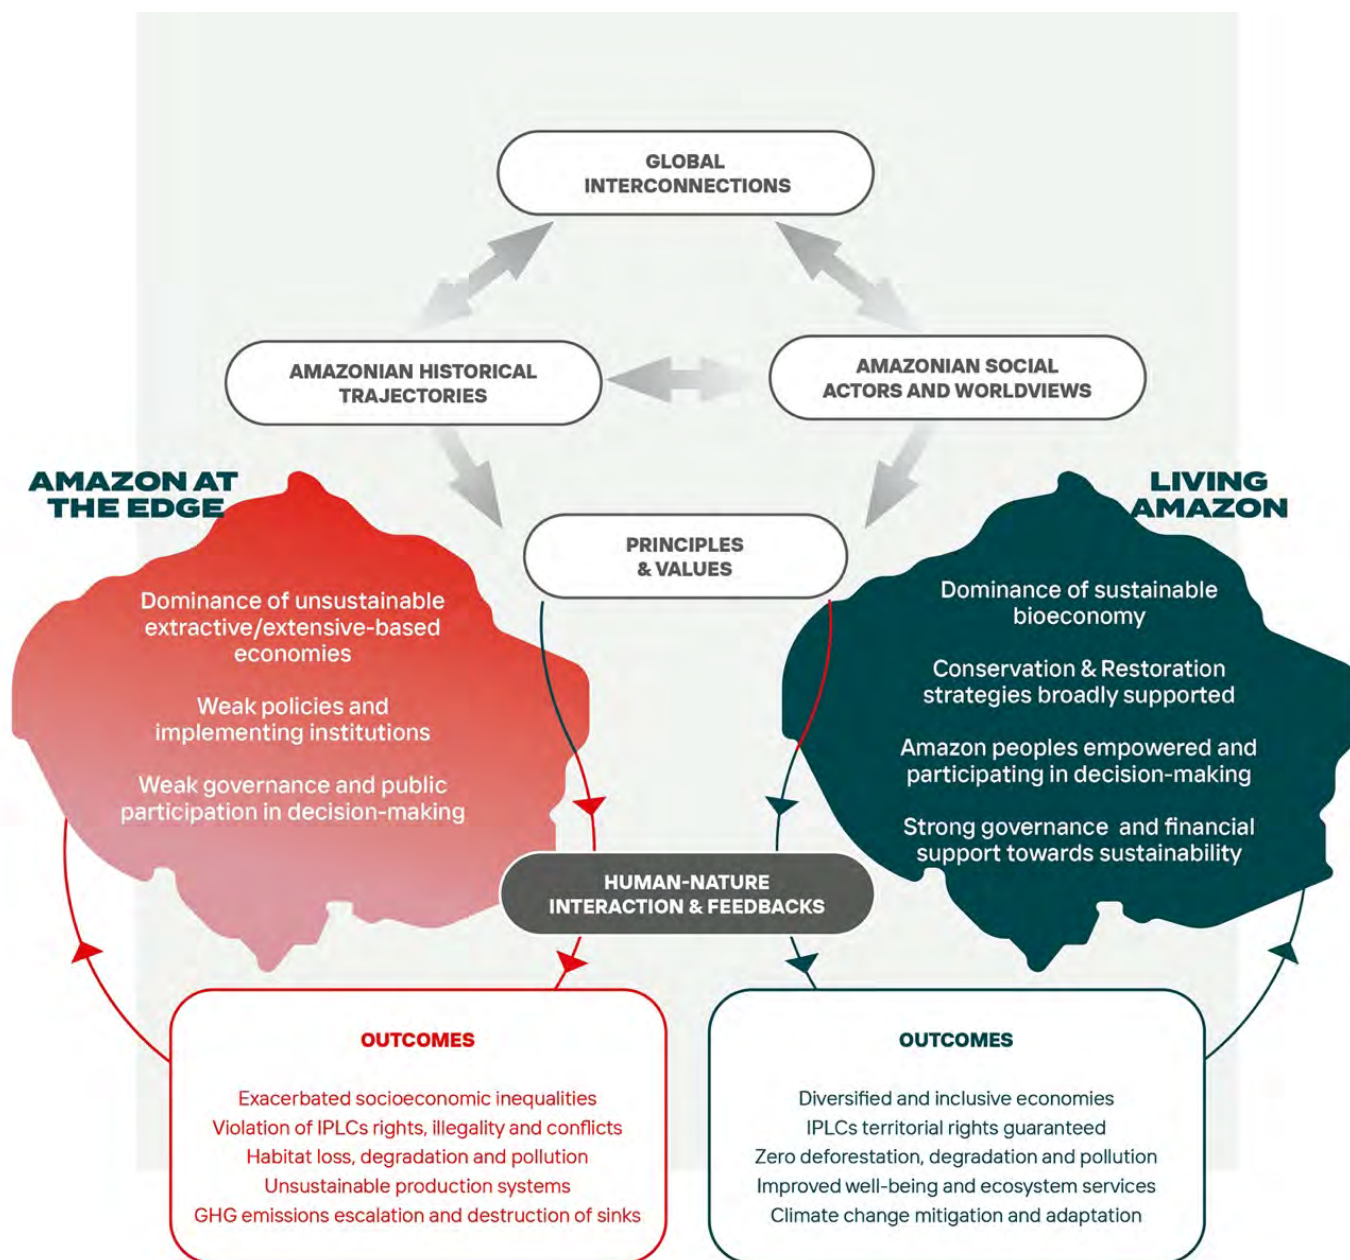 GLOBAL
INTERCONNECTIONS
AMAZONIAN HISTORICAL
TRAJECTORIES
AMAZONIAN SOCIAL
ACTORS AND WORLDVIEWS
AMAZON AT
THE EDGE
LIVING
AMAZON
PRINCIPLES
& VALUES
Dominance of unsustainable
extractive/extensive-based
economies
Weak policies and
implementing institutions
Weak governance and public
participation in decision-making
Dominance of sustainable
bioeconomy
Conservation & Restoration
strategies broadly supported
Amazon peoples empowered and
participating in decision-making
Strong governance and financial
support towards sustainability
HUMAN-NATURE
INTERACTION & FEEDBACKS
OUTCOMES
Exacerbated socioeconomic inequalities
Violation of IPLCs rights, illegality and conflicts
Habitat loss, degradation and pollution
Unsustainable production systems
GHG emissions escalation and destruction of sinks
OUTCOMES
Diversified and inclusive economies
IPLCs territorial rights guaranteed
Zero deforestation, degradation and pollution
Improved well-being and ecosystem services
Climate change mitigation and adaptation